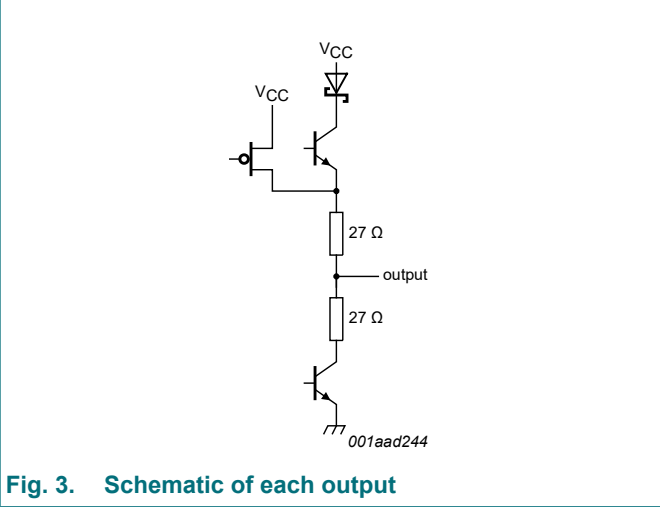 VCC
VCC
27 Ω
output
27 Ω
001aad244
Fig. 3. Schematic of each output